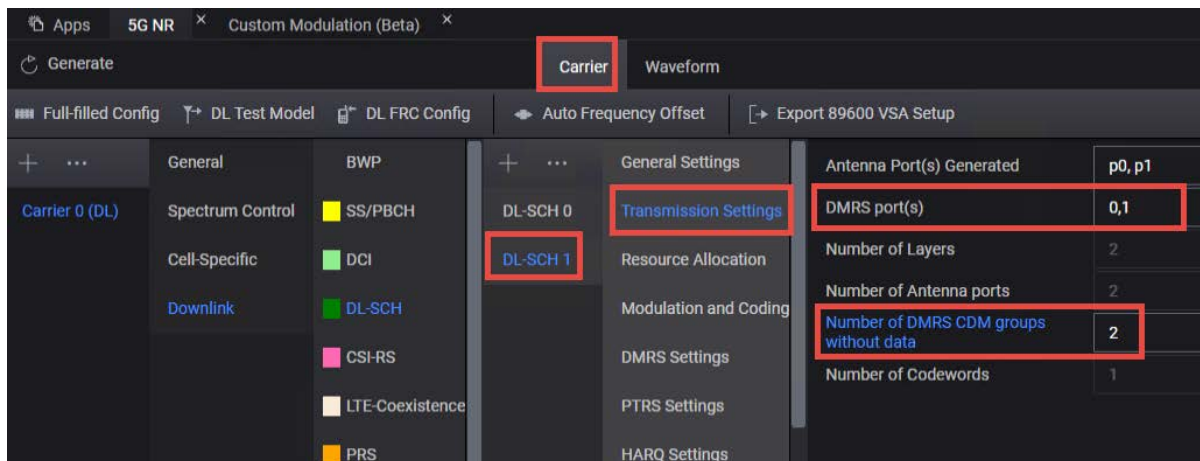 Apps
5G NR ×
Custom Modulation (Beta) ×
Generate
Carrier
Waveform
Full-filled Config
DL Test Model
DL FRC Config
Auto Frequency Offset
Export 89600 VSA Setup
+ ...
Carrier 0 (DL)
General
Spectrum Control
Cell-Specific
Downlink
BWP
SS/PBCH
DCI
DL-SCH
CSI-RS
LTE-Coexistence
PRS
+ ...
DL-SCH 0
DL-SCH 1
General Settings
Transmission Settings
Resource Allocation
Modulation and Coding
DMRS Settings
PTRS Settings
HARQ Settings
Antenna Port(s) Generated p0, p1
DMRS port(s) 0,1
Number of Layers 2
Number of Antenna ports 2
Number of DMRS CDM groups
without data 2
Number of Codewords 1